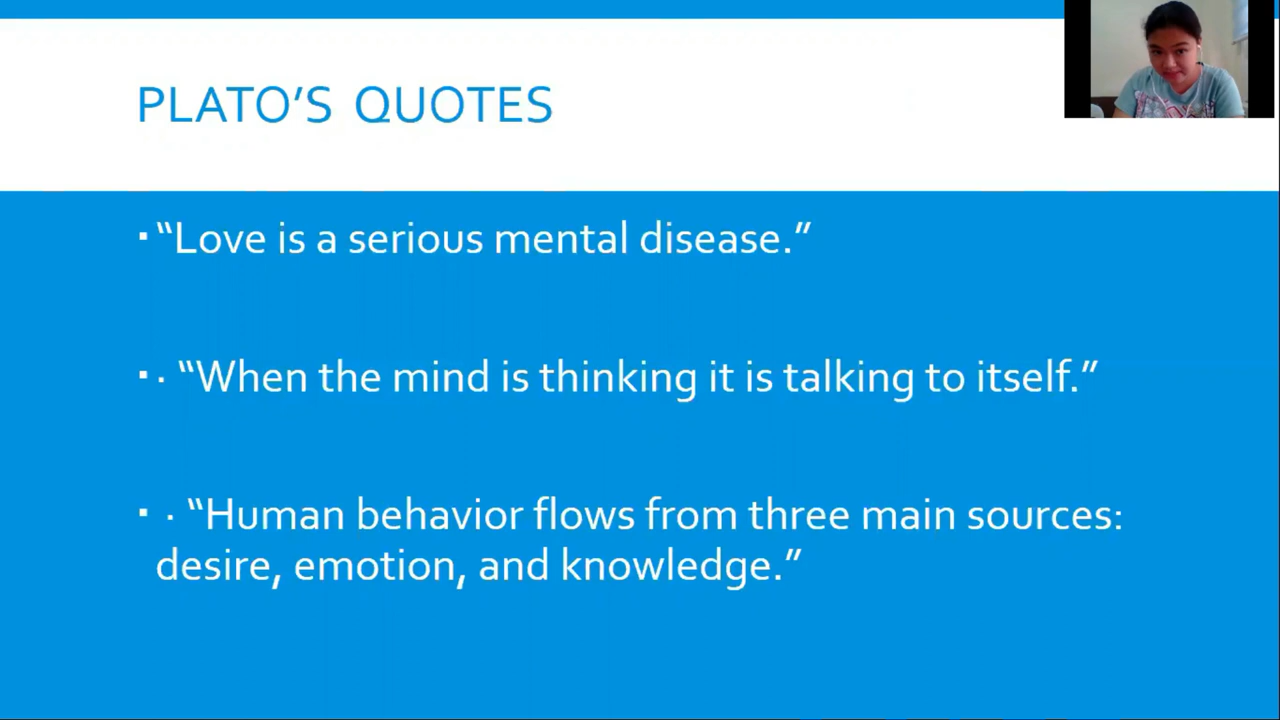 PLATO’S QUOTES
▪“Love is a serious mental disease.”
▪· “When the mind is thinking it is talking to itself.”
▪ · “Human behavior flows from three main sources:
desire, emotion, and knowledge.”